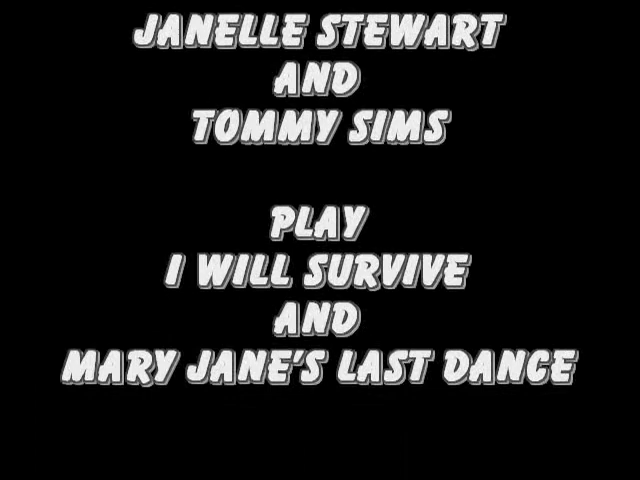 JANELLE STEWART
AND
TOMMY SIMS
PLAY
I WILL SURVIVE
AND
MARY JANE'S LAST DANCE